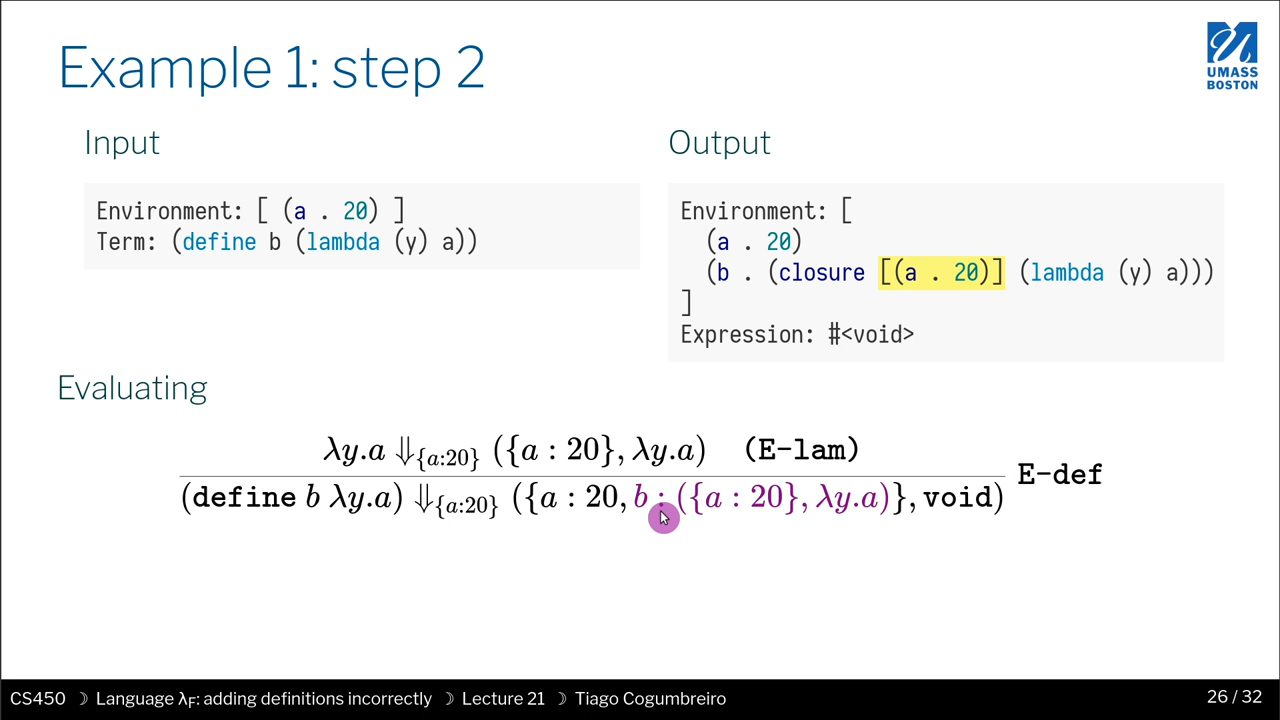 Example 1: step 2
UMASS
BOSTON
Input
Environment: [ (a . 20) ]
Term: (define b (lambda (y) a))
Output
Environment: [
(a . 20)
(b . (closure [(a . 20)] (lambda (y) a)))
]
Expression: #<void>
Evaluating
λy.a ⇓{a:20} ({a : 20}, λy.a) (E-lam)
(define b λy.a) ⇓{a:20} ({a : 20, b : ({a : 20}, λy.a)}, void)
E-def
CS450 ☽ Language λF: adding definitions incorrectly ☽ Lecture 21 ☽ Tiago Cogumbreiro
26 / 32